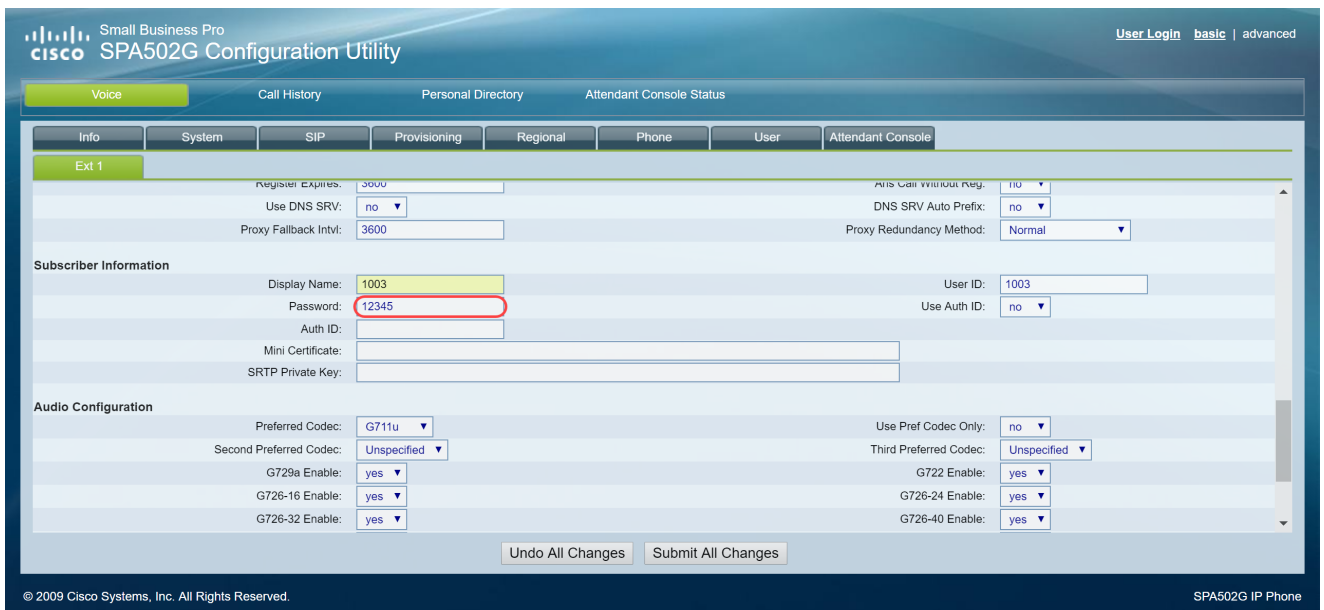 Small Business Pro
cisco SPA502G Configuration Utility
User Login basic | advanced
Voice Call History Personal Directory Attendant Console Status
Info System SIP Provisioning Regional Phone User Attendant Console
Ext 1
Register Expires: 3600 Ans Call Without Reg: no
Use DNS SRV: no DNS SRV Auto Prefix: no
Proxy Fallback Intvl: 3600 Proxy Redundancy Method: Normal
Subscriber Information
Display Name: 1003 User ID: 1003
Password: 12345 Use Auth ID: no
Auth ID:
Mini Certificate:
SRTP Private Key:
Audio Configuration
Preferred Codec: G711u Use Pref Codec Only: no
Second Preferred Codec: Unspecified Third Preferred Codec: Unspecified
G729a Enable: yes G722 Enable: yes
G726-16 Enable: yes G726-24 Enable: yes
G726-32 Enable: yes G726-40 Enable: yes
Undo All Changes Submit All Changes
© 2009 Cisco Systems, Inc. All Rights Reserved. SPA502G IP Phone